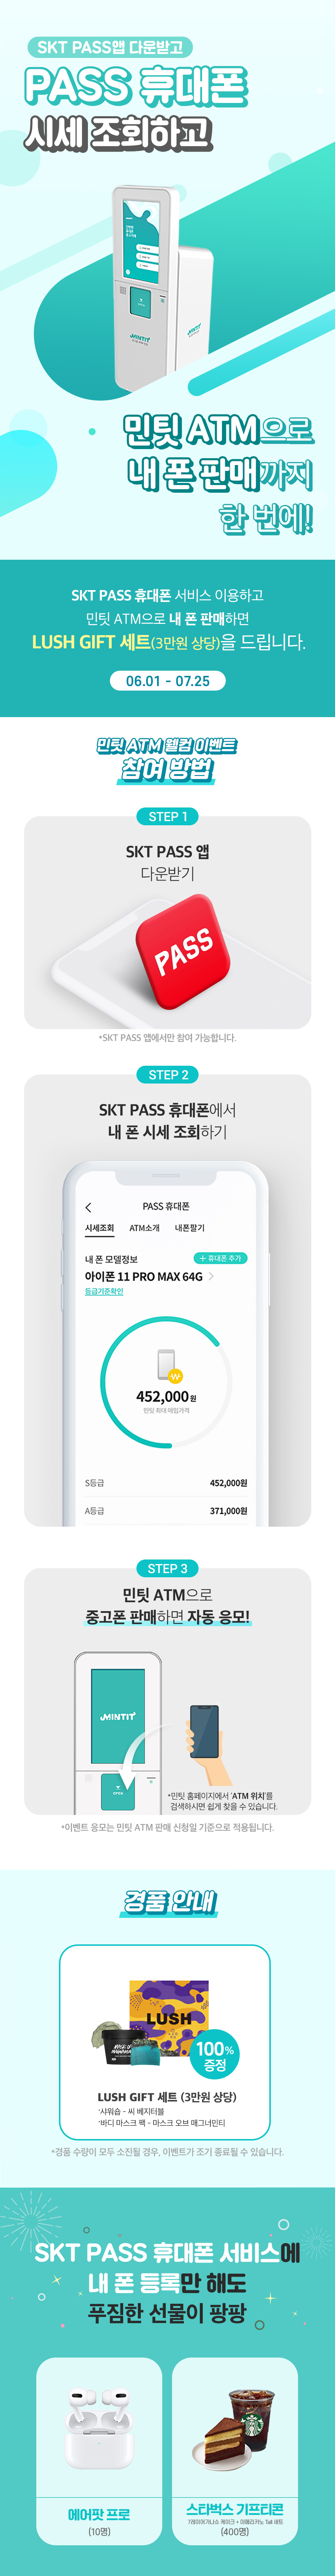 SKT PASS앱 다운받고
PASS 휴대폰
시세 조회하고
MINTIT
민팃 ATM으로
내 폰 판매까지
한 번에!
SKT PASS 휴대폰 서비스 이용하고
민팃 ATM으로 내 폰 판매하면
LUSH GIFT 세트(3만원 상당)을 드립니다.
06.01 - 07.25
민팃 ATM 웰컴 이벤트
참여 방법
STEP 1
SKT PASS 앱
다운받기
PASS
*SKT PASS 앱에서만 참여 가능합니다.
STEP 2
SKT PASS 휴대폰에서
내 폰 시세 조회하기
PASS 휴대폰
시세조회 ATM소개 내폰팔기
내 폰 모델정보
+ 휴대폰 추가
아이폰 11 PRO MAX 64G
등급기준확인
452,000원
민팃 최대 매입가격
S등급 452,000원
A등급 371,000원
STEP 3
민팃 ATM으로
중고폰 판매하면 자동 응모!
MINTIT
OPEN
*민팃 홈페이지에서 'ATM 위치'를
검색하시면 쉽게 찾을 수 있습니다.
*이벤트 응모는 민팃 ATM 판매 신청일 기준으로 적용됩니다.
경품 안내
LUSH
100%
증정
LUSH GIFT 세트 (3만원 상당)
·샤워솝 - 씨 베지터블
·바디 마스크 팩 - 마스크 오브 매그너민티
*경품 수량이 모두 소진될 경우, 이벤트가 조기 종료될 수 있습니다.
SKT PASS 휴대폰 서비스에
내 폰 등록만 해도
푸짐한 선물이 팡팡
에어팟 프로
(10명)
스타벅스 기프티콘
7레이어가나슈 케이크 + 아메리카노 Tall 세트
(400명)